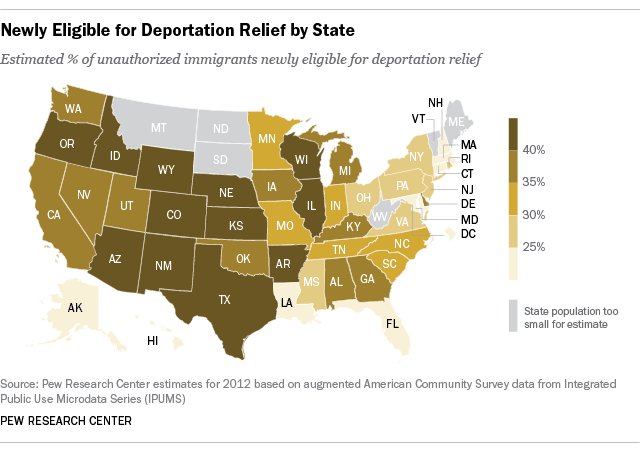 Newly Eligible for Deportation Relief by State
Estimated % of unauthorized immigrants newly eligible for deportation relief
WA
OR
ID
MT
ND
SD
MN
WI
MI
NH
VT
ME
MA
RI
CT
NY
PA
NJ
DE
MD
DC
WY
NE
IA
IL
IN
OH
WV
VA
KY
NV
CA
UT
CO
KS
MO
TN
NC
SC
AZ
NM
OK
AR
TX
LA
MS
AL
GA
FL
AK
HI
40%
35%
30%
25%
State population too
small for estimate
Source: Pew Research Center estimates for 2012 based on augmented American Community Survey data from Integrated
Public Use Microdata Series (IPUMS)
PEW RESEARCH CENTER